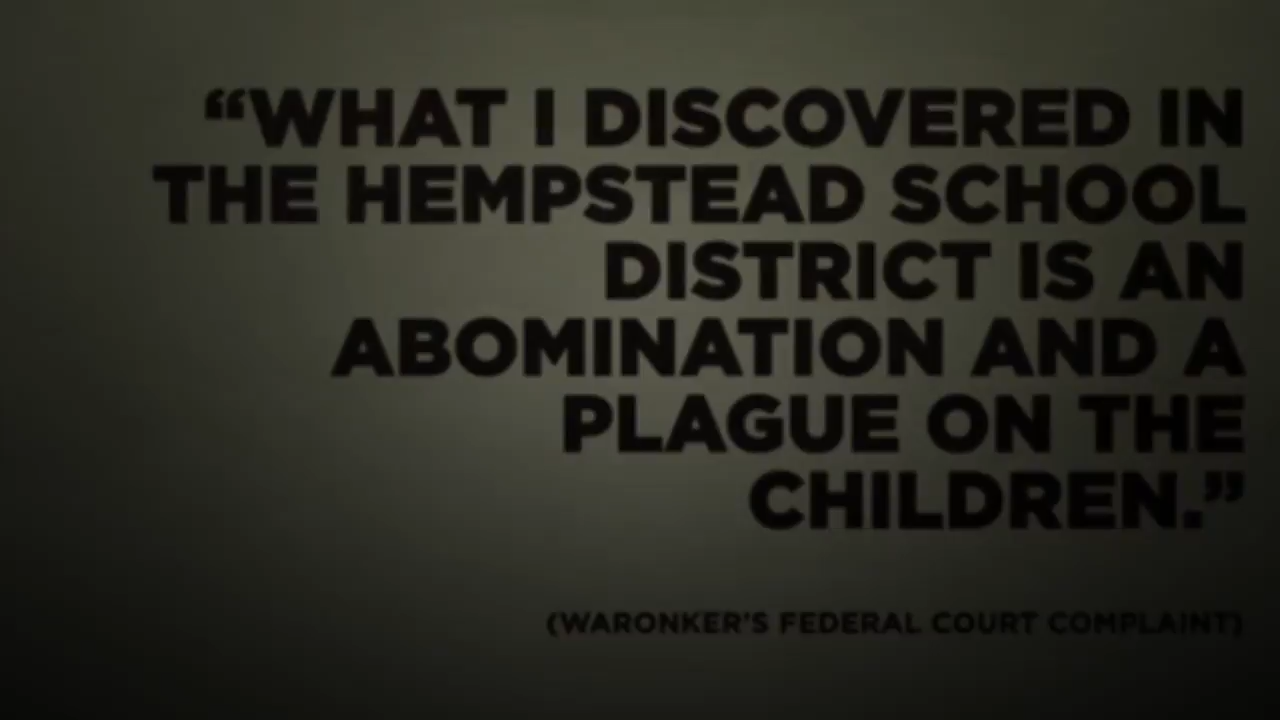 “WHAT I DISCOVERED IN
THE HEMPSTEAD SCHOOL
DISTRICT IS AN
ABOMINATION AND A
PLAGUE ON THE
CHILDREN.”
(WARONKER’S FEDERAL COURT COMPLAINT)